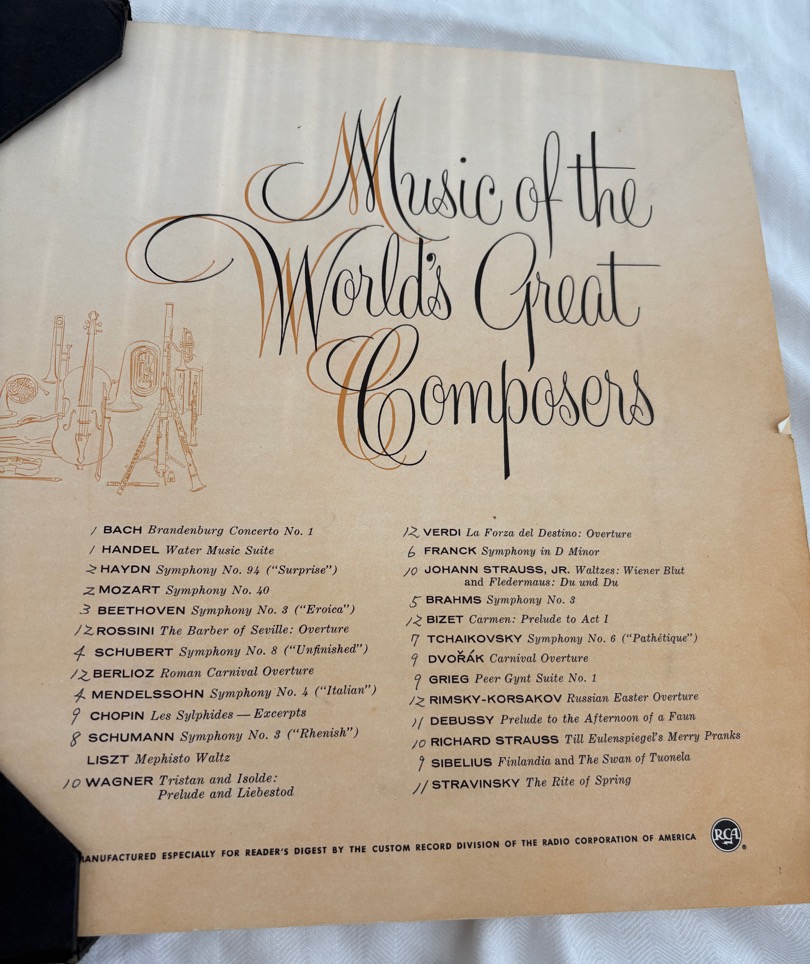 Music of the
World's Great
Composers
1 BACH Brandenburg Concerto No. 1
1 HANDEL Water Music Suite
2 HAYDN Symphony No. 94 (“Surprise”)
2 MOZART Symphony No. 40
3 BEETHOVEN Symphony No. 3 (“Eroica”)
12 ROSSINI The Barber of Seville: Overture
4 SCHUBERT Symphony No. 8 (“Unfinished”)
12 BERLIOZ Roman Carnival Overture
4 MENDELSSOHN Symphony No. 4 (“Italian”)
9 CHOPIN Les Sylphides — Excerpts
8 SCHUMANN Symphony No. 3 (“Rhenish”)
LISZT Mephisto Waltz
10 WAGNER Tristan and Isolde:
Prelude and Liebestod
12 VERDI La Forza del Destino: Overture
6 FRANCK Symphony in D Minor
10 JOHANN STRAUSS, JR. Waltzes: Wiener Blut
and Fledermaus: Du und Du
5 BRAHMS Symphony No. 3
12 BIZET Carmen: Prelude to Act I
7 TCHAIKOVSKY Symphony No. 6 (“Pathétique”)
9 DVOŘÁK Carnival Overture
9 GRIEG Peer Gynt Suite No. 1
12 RIMSKY-KORSAKOV Russian Easter Overture
11 DEBUSSY Prelude to the Afternoon of a Faun
10 RICHARD STRAUSS Till Eulenspiegel's Merry Pranks
9 SIBELIUS Finlandia and The Swan of Tuonela
11 STRAVINSKY The Rite of Spring
MANUFACTURED ESPECIALLY FOR READER'S DIGEST BY THE CUSTOM RECORD DIVISION OF THE RADIO CORPORATION OF AMERICA
RCA ®